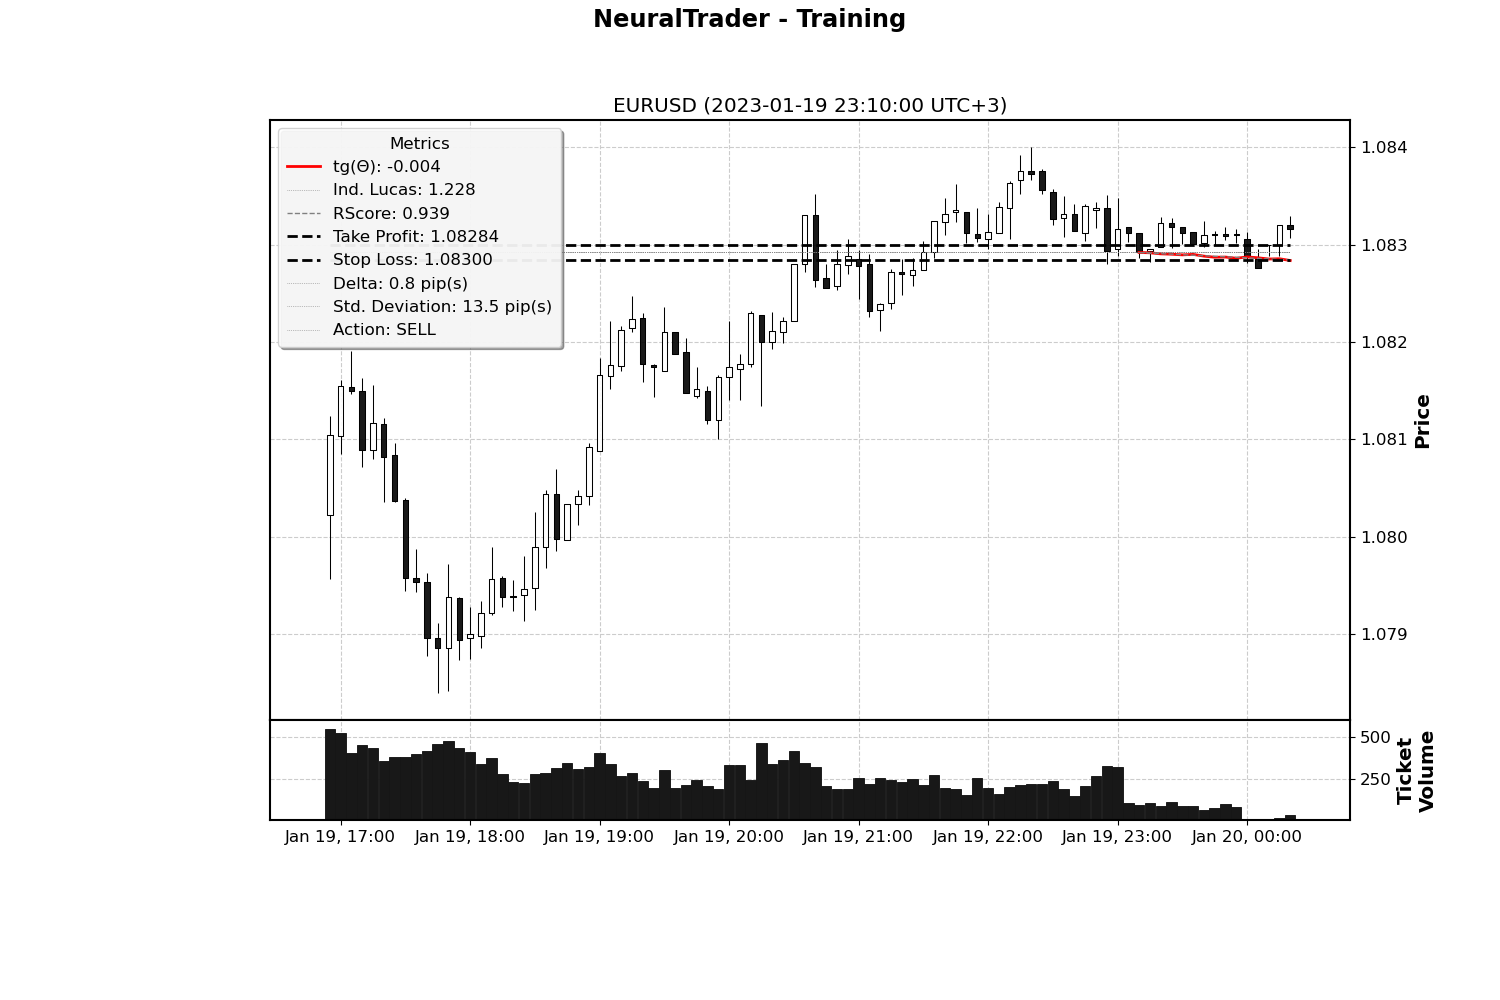 NeuralTrader - Training
EURUSD (2023-01-19 23:10:00 UTC+3)
Metrics
tg(Θ): -0.004
Ind. Lucas: 1.228
RScore: 0.939
Take Profit: 1.08284
Stop Loss: 1.08300
Delta: 0.8 pip(s)
Std. Deviation: 13.5 pip(s)
Action: SELL
1.084
1.083
1.082
1.081
1.080
1.079
Price
500
250
Ticket
Volume
Jan 19, 17:00 Jan 19, 18:00 Jan 19, 19:00 Jan 19, 20:00 Jan 19, 21:00 Jan 19, 22:00 Jan 19, 23:00 Jan 20, 00:00